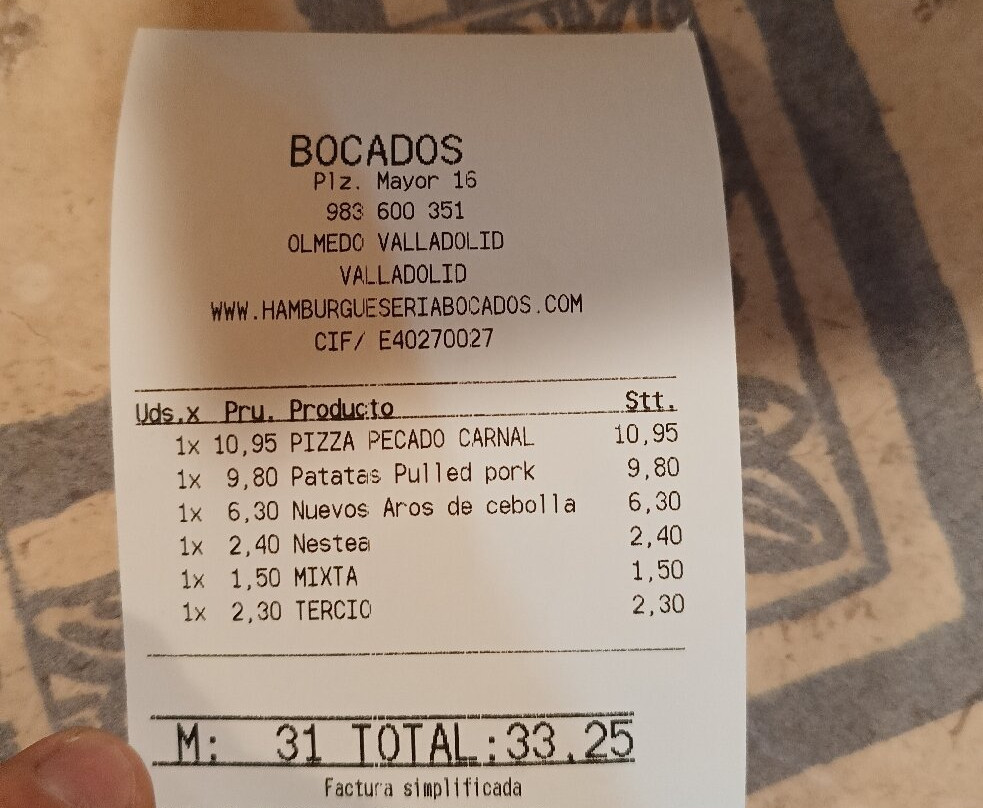 BOCADOS
Plz. Mayor 16
983 600 351
OLMEDO VALLADOLID
VALLADOLID
WWW.HAMBURGUESERIABOCADOS.COM
CIF/ E40270027
Uds.x Pru. Producto Stt.
1x 10,95 PIZZA PECADO CARNAL 10,95
1x 9,80 Patatas Pulled pork 9,80
1x 6,30 Nuevos Aros de cebolla 6,30
1x 2,40 Nestea 2,40
1x 1,50 MIXTA 1,50
1x 2,30 TERCIO 2,30
M: 31 TOTAL:33.25
Factura simplificada